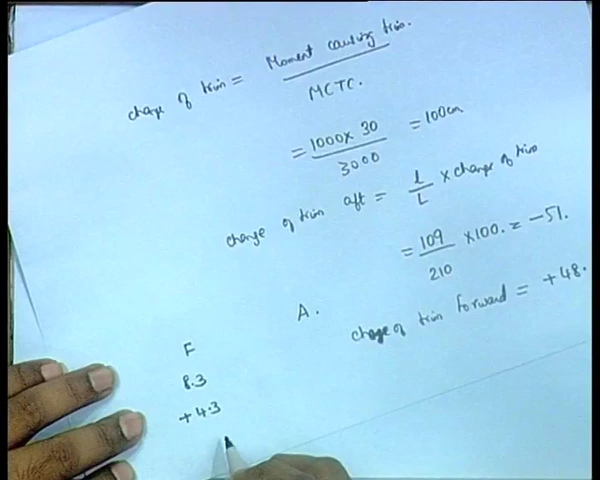 change of trim = Moment causing trim.
MCTC.
= 1000 x 30 = 100cm
3000
change of trim aft = l x change of trim
L
= 109 x100. = -51.
210
A. change of trim forward = +48.
F
8.3
+4.3